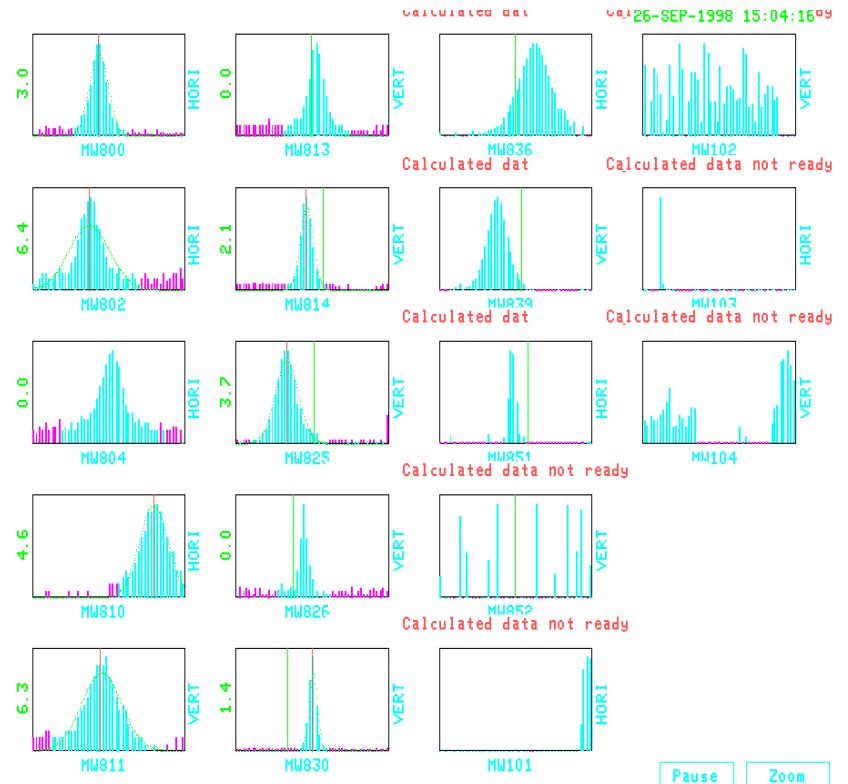 Calculated dat
26-SEP-1998 15:04:16
3.0
HORI
MW800
0.0
VERT
MW813
HORI
MW836
VERT
MW102
Calculated dat
Calculated data not ready
6.4
HORI
MW802
2.1
VERT
MW814
VERT
MW839
HORI
MW103
Calculated dat
Calculated data not ready
0.0
HORI
MW804
3.7
VERT
MW825
HORI
MW851
VERT
MW104
Calculated data not ready
4.6
HORI
MW810
0.0
VERT
MW826
VERT
MW852
Calculated data not ready
6.3
VERT
MW811
1.4
VERT
MW830
HORI
MW101
Pause
Zoom